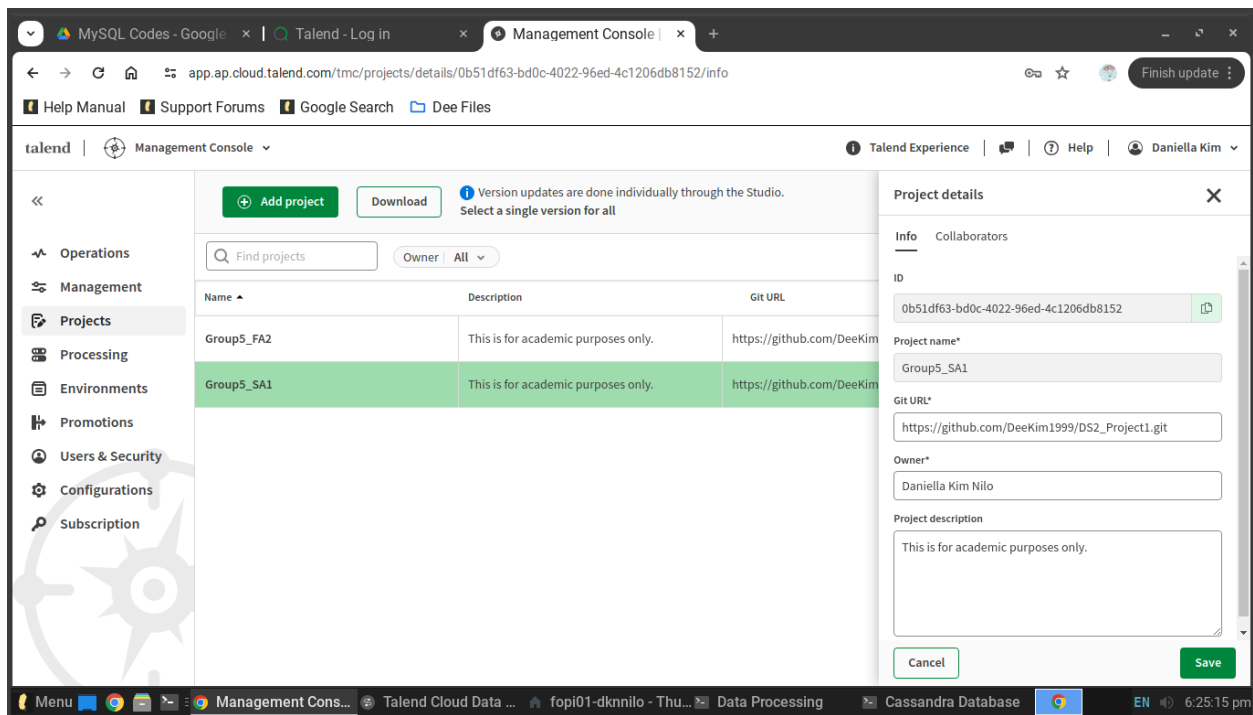 MySQL Codes - Google
Talend - Log in
Management Console |
app.ap.cloud.talend.com/tmc/projects/details/0b51df63-bd0c-4022-96ed-4c1206db8152/info
Finish update
Help Manual
Support Forums
Google Search
Dee Files
talend
Management Console
Talend Experience
Help
Daniella Kim
Operations
Management
Projects
Processing
Environments
Promotions
Users & Security
Configurations
Subscription
Add project
Download
Version updates are done individually through the Studio.
Select a single version for all
Find projects
Owner All
Name Description Git URL
Group5_FA2 This is for academic purposes only. https://github.com/DeeKim
Group5_SA1 This is for academic purposes only. https://github.com/DeeKim
Project details
Info Collaborators
ID
0b51df63-bd0c-4022-96ed-4c1206db8152
Project name*
Group5_SA1
Git URL*
https://github.com/DeeKim1999/DS2_Project1.git
Owner*
Daniella Kim Nilo
Project description
This is for academic purposes only.
Cancel
Save
Menu
Management Cons...
Talend Cloud Data ...
fopi01-dknnilo - Thu...
Data Processing
Cassandra Database
EN
6:25:15 pm